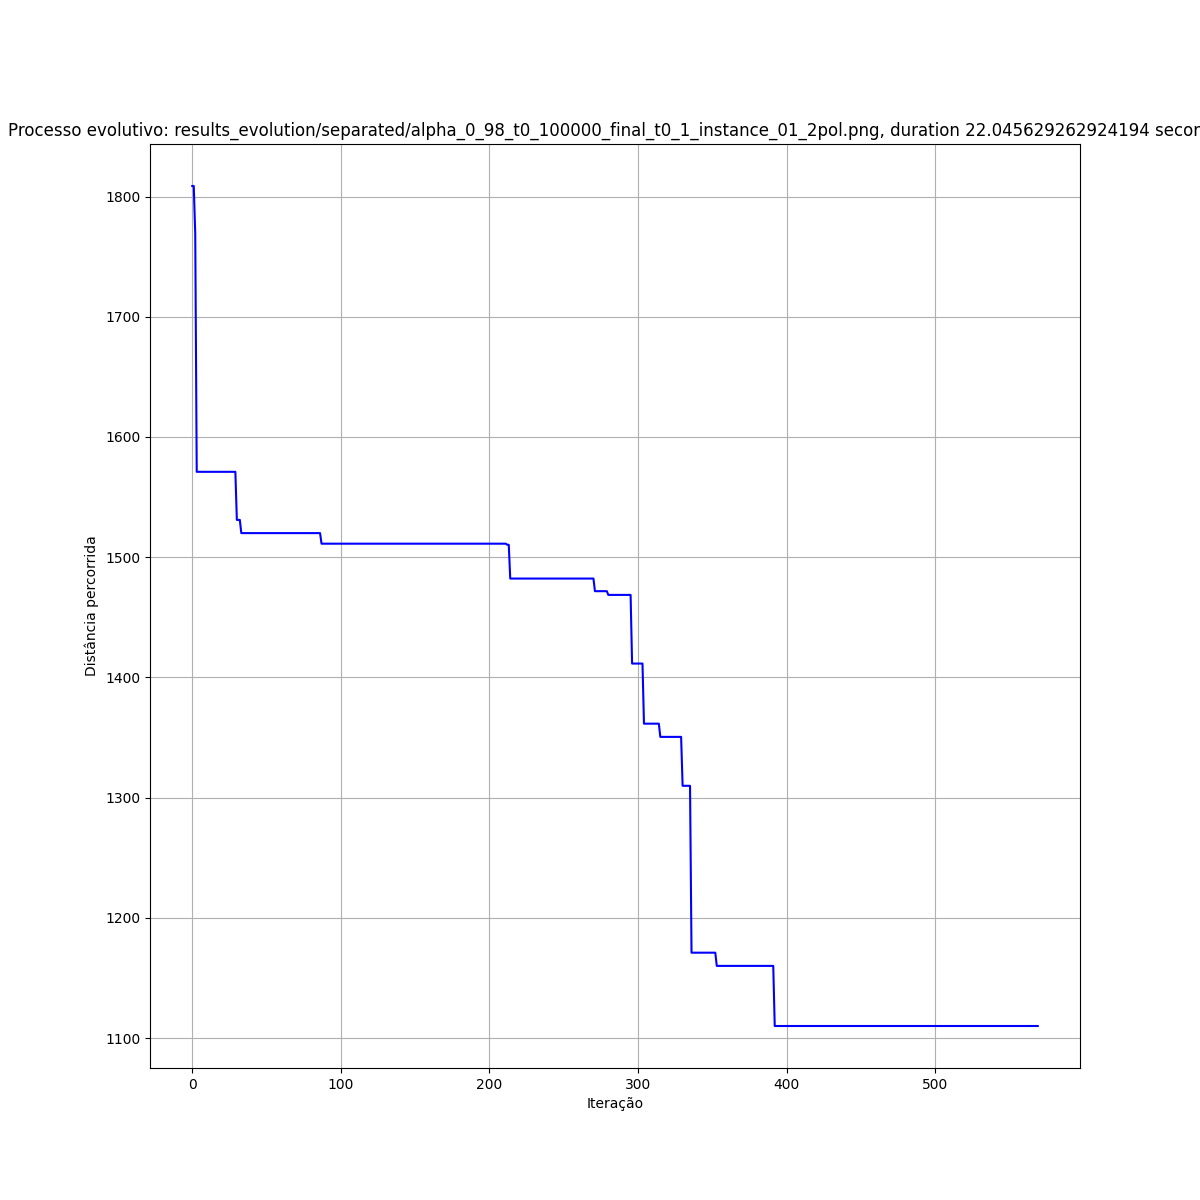 Processo evolutivo: results_evolution/separated/alpha_0_98_t0_100000_final_t0_1_instance_01_2pol.png, duration 22.045629262924194 secor
1800
1700
1600
1500
1400
1300
1200
1100
Distância percorrida
0 100 200 300 400 500
Iteração